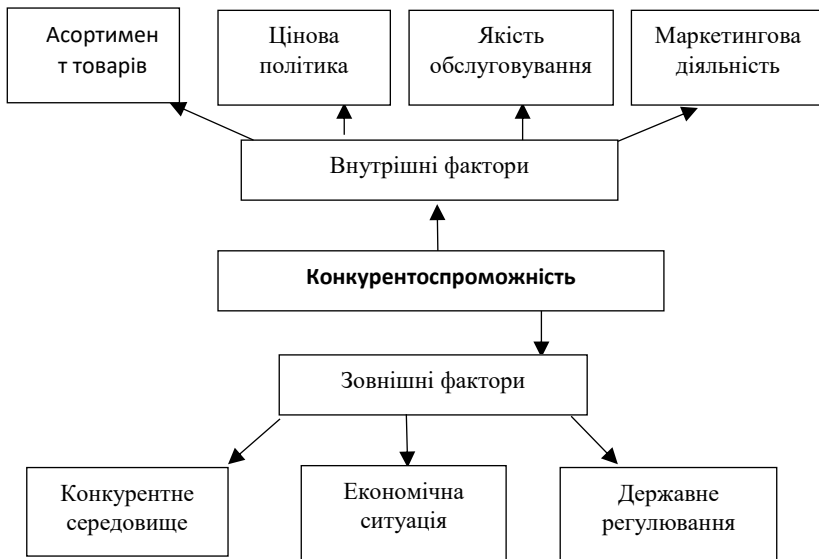 Асортимен
т товарів
Цінова
політика
Якість
обслуговування
Маркетингова
діяльність
Внутрішні фактори
Конкурентоспроможність
Зовнішні фактори
Конкурентне
середовище
Економічна
ситуація
Державне
регулювання